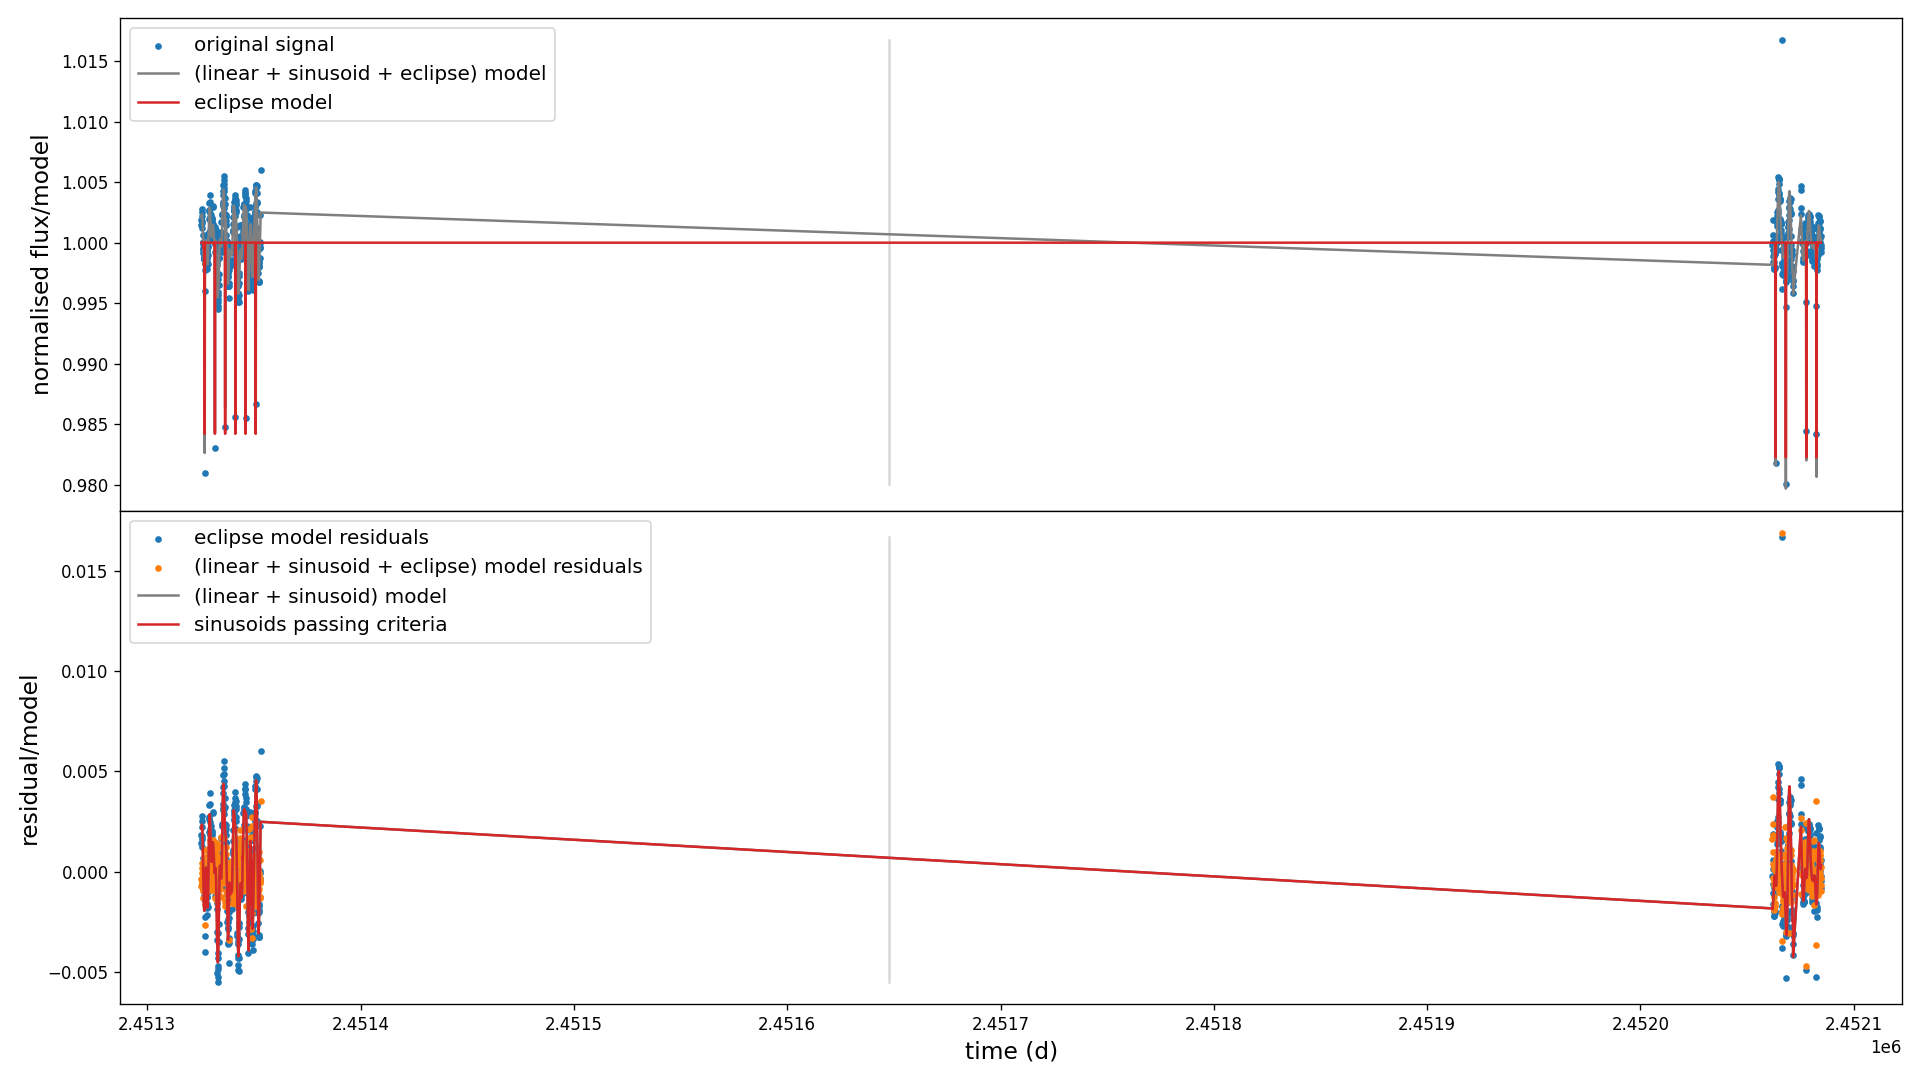 original signal
(linear + sinusoid + eclipse) model
eclipse model
normalised flux/model
1.015
1.010
1.005
1.000
0.995
0.990
0.985
0.980
eclipse model residuals
(linear + sinusoid + eclipse) model residuals
(linear + sinusoid) model
sinusoids passing criteria
residual/model
0.015
0.010
0.005
0.000
−0.005
2.4513 2.4514 2.4515 2.4516 2.4517 2.4518 2.4519 2.4520 2.4521
1e6
time (d)